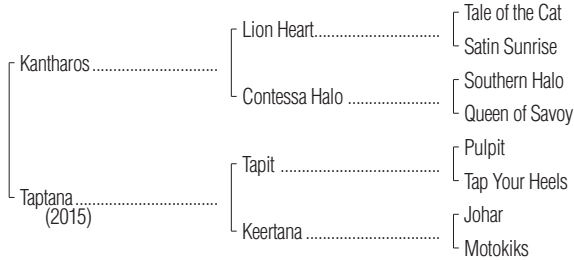 Tale of the Cat
Lion Heart
Satin Sunrise
Kantharos
Southern Halo
Contessa Halo
Queen of Savoy
Pulpit
Tapit
Tap Your Heels
Taptana
(2015)
Johar
Keertana
Motokiks